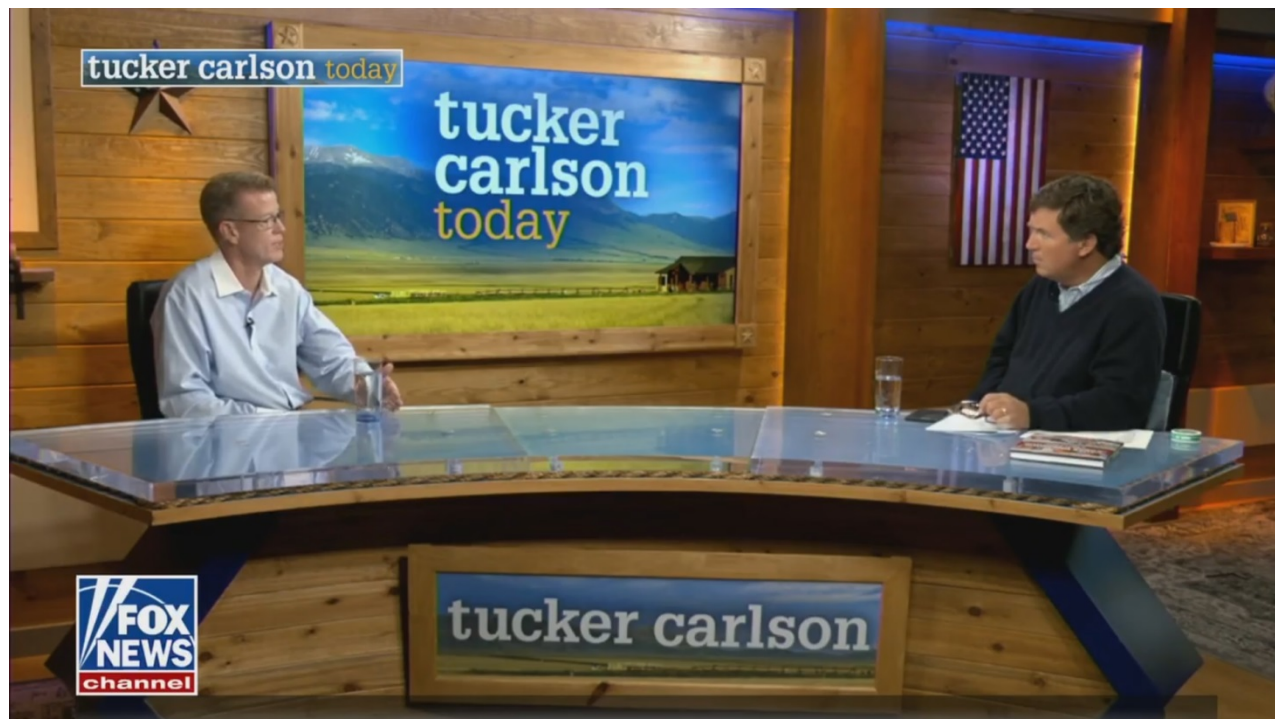 tucker carlson today
tucker
carlson
today
FOX
NEWS
channel
tucker carlson